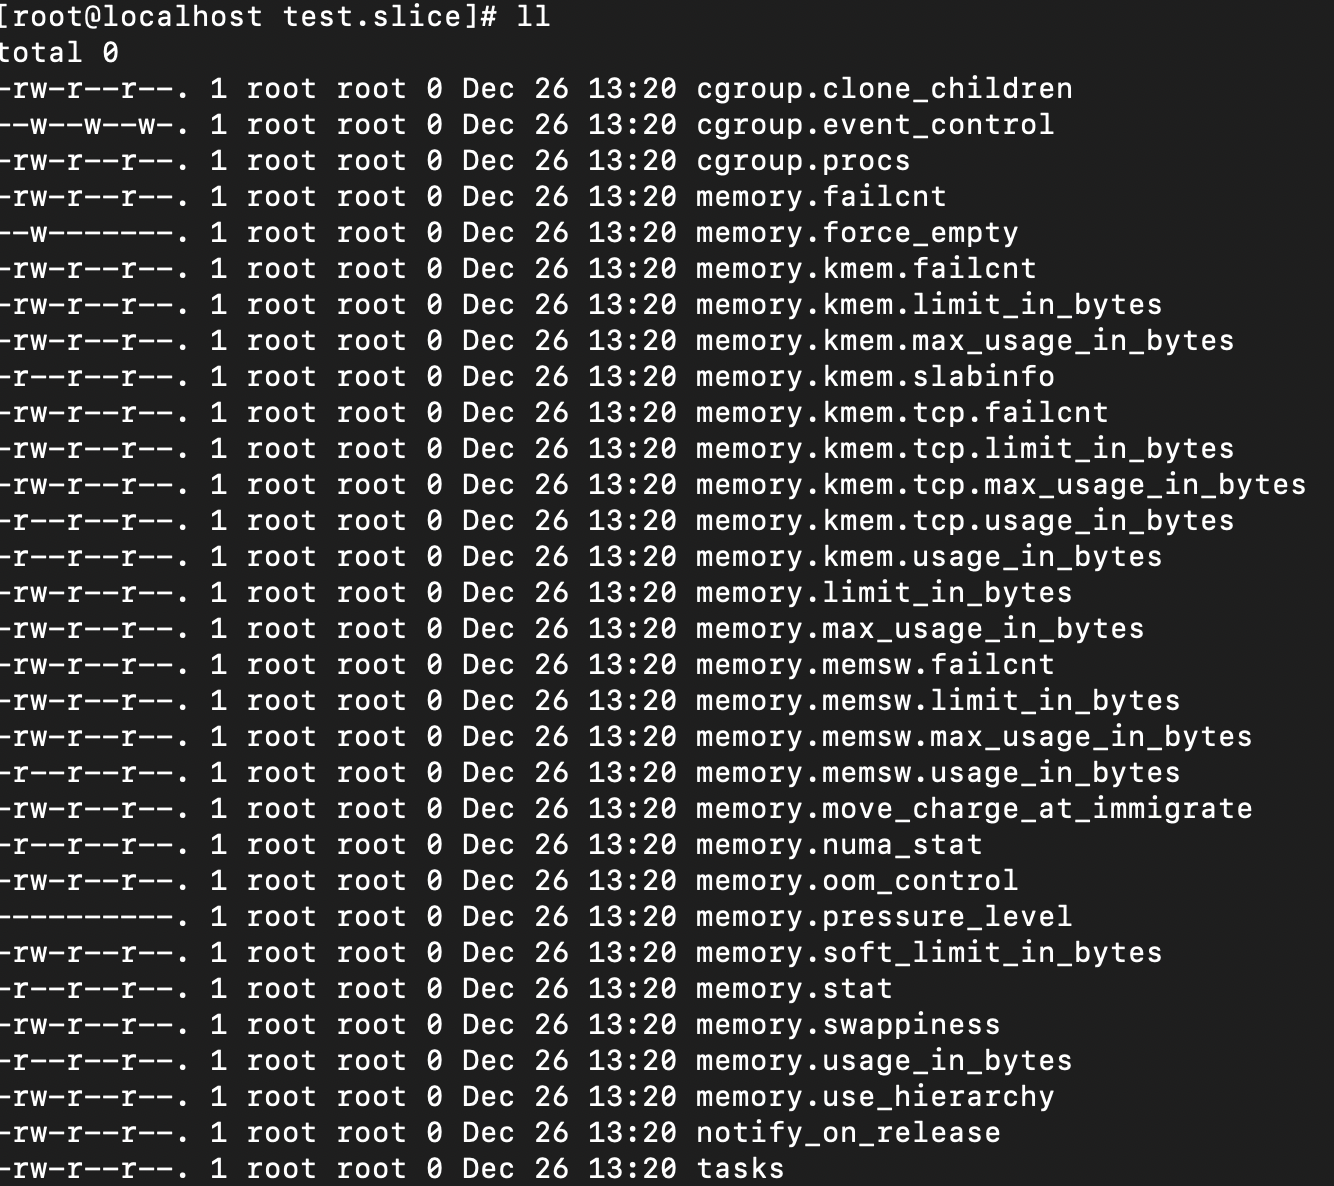 [root@localhost test.slice]# ll
total 0
-rw-r--r--. 1 root root 0 Dec 26 13:20 cgroup.clone_children
--w--w--w-. 1 root root 0 Dec 26 13:20 cgroup.event_control
-rw-r--r--. 1 root root 0 Dec 26 13:20 cgroup.procs
-rw-r--r--. 1 root root 0 Dec 26 13:20 memory.failcnt
--w-------. 1 root root 0 Dec 26 13:20 memory.force_empty
-rw-r--r--. 1 root root 0 Dec 26 13:20 memory.kmem.failcnt
-rw-r--r--. 1 root root 0 Dec 26 13:20 memory.kmem.limit_in_bytes
-rw-r--r--. 1 root root 0 Dec 26 13:20 memory.kmem.max_usage_in_bytes
-r--r--r--. 1 root root 0 Dec 26 13:20 memory.kmem.slabinfo
-rw-r--r--. 1 root root 0 Dec 26 13:20 memory.kmem.tcp.failcnt
-rw-r--r--. 1 root root 0 Dec 26 13:20 memory.kmem.tcp.limit_in_bytes
-rw-r--r--. 1 root root 0 Dec 26 13:20 memory.kmem.tcp.max_usage_in_bytes
-r--r--r--. 1 root root 0 Dec 26 13:20 memory.kmem.tcp.usage_in_bytes
-r--r--r--. 1 root root 0 Dec 26 13:20 memory.kmem.usage_in_bytes
-rw-r--r--. 1 root root 0 Dec 26 13:20 memory.limit_in_bytes
-rw-r--r--. 1 root root 0 Dec 26 13:20 memory.max_usage_in_bytes
-rw-r--r--. 1 root root 0 Dec 26 13:20 memory.memsw.failcnt
-rw-r--r--. 1 root root 0 Dec 26 13:20 memory.memsw.limit_in_bytes
-rw-r--r--. 1 root root 0 Dec 26 13:20 memory.memsw.max_usage_in_bytes
-r--r--r--. 1 root root 0 Dec 26 13:20 memory.memsw.usage_in_bytes
-rw-r--r--. 1 root root 0 Dec 26 13:20 memory.move_charge_at_immigrate
-r--r--r--. 1 root root 0 Dec 26 13:20 memory.numa_stat
-rw-r--r--. 1 root root 0 Dec 26 13:20 memory.oom_control
----------. 1 root root 0 Dec 26 13:20 memory.pressure_level
-rw-r--r--. 1 root root 0 Dec 26 13:20 memory.soft_limit_in_bytes
-r--r--r--. 1 root root 0 Dec 26 13:20 memory.stat
-rw-r--r--. 1 root root 0 Dec 26 13:20 memory.swappiness
-r--r--r--. 1 root root 0 Dec 26 13:20 memory.usage_in_bytes
-rw-r--r--. 1 root root 0 Dec 26 13:20 memory.use_hierarchy
-rw-r--r--. 1 root root 0 Dec 26 13:20 notify_on_release
-rw-r--r--. 1 root root 0 Dec 26 13:20 tasks